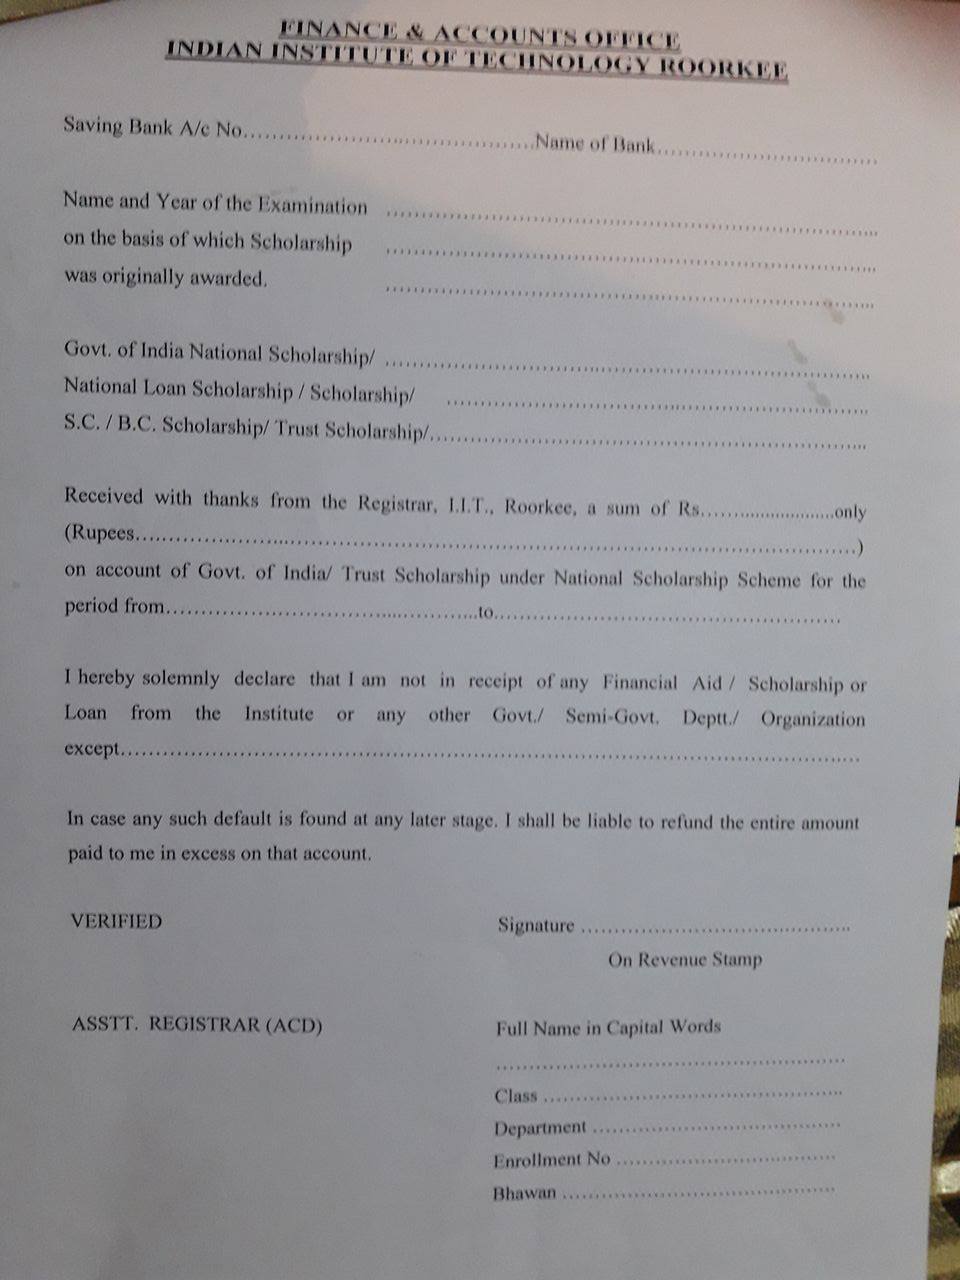 FINANCE & ACCOUNTS OFFICE
INDIAN INSTITUTE OF TECHNOLOGY ROORKEE
Saving Bank A/c No.......................................Name of Bank...............................
Name and Year of the Examination ......................................................................
on the basis of which Scholarship ......................................................................
was originally awarded. ......................................................................
Govt. of India National Scholarship/ ......................................................................
National Loan Scholarship / Scholarship/ ............................................................
S.C. / B.C. Scholarship/ Trust Scholarship/..............................................................
Received with thanks from the Registrar, I.I.T., Roorkee, a sum of Rs..........................only
(Rupees.....................................................................................................)
on account of Govt. of India/ Trust Scholarship under National Scholarship Scheme for the
period from.............................................to..................................................
I hereby solemnly declare that I am not in receipt of any Financial Aid / Scholarship or
Loan from the Institute or any other Govt./ Semi-Govt. Deptt./ Organization
except.........................................................................................................
In case any such default is found at any later stage. I shall be liable to refund the entire amount
paid to me in excess on that account.
VERIFIED Signature ........................................
On Revenue Stamp
ASSTT. REGISTRAR (ACD) Full Name in Capital Words
....................................................
Class .............................................
Department .....................................
Enrollment No .................................
Bhawan .........................................